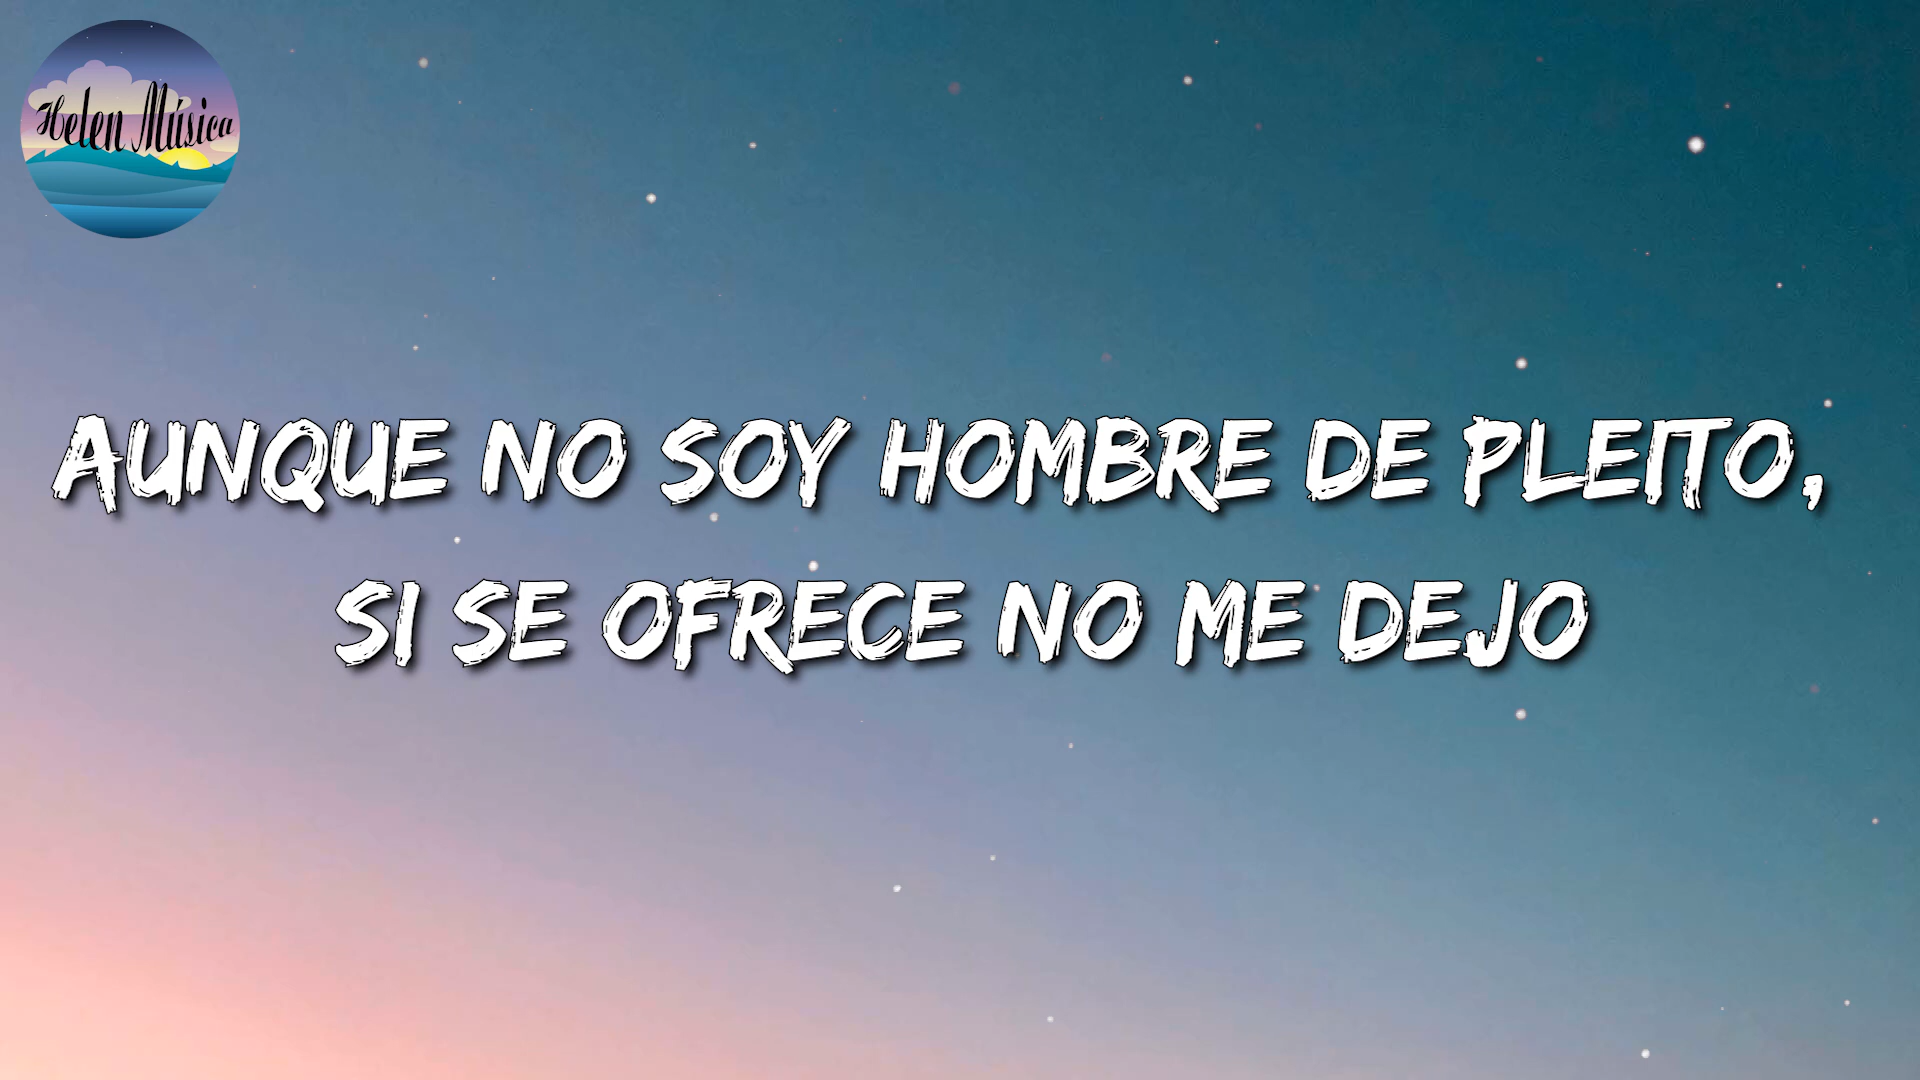 Helen Música
AUNQUE NO SOY HOMBRE DE PLEITO,
SI SE OFRECE NO ME DEJO